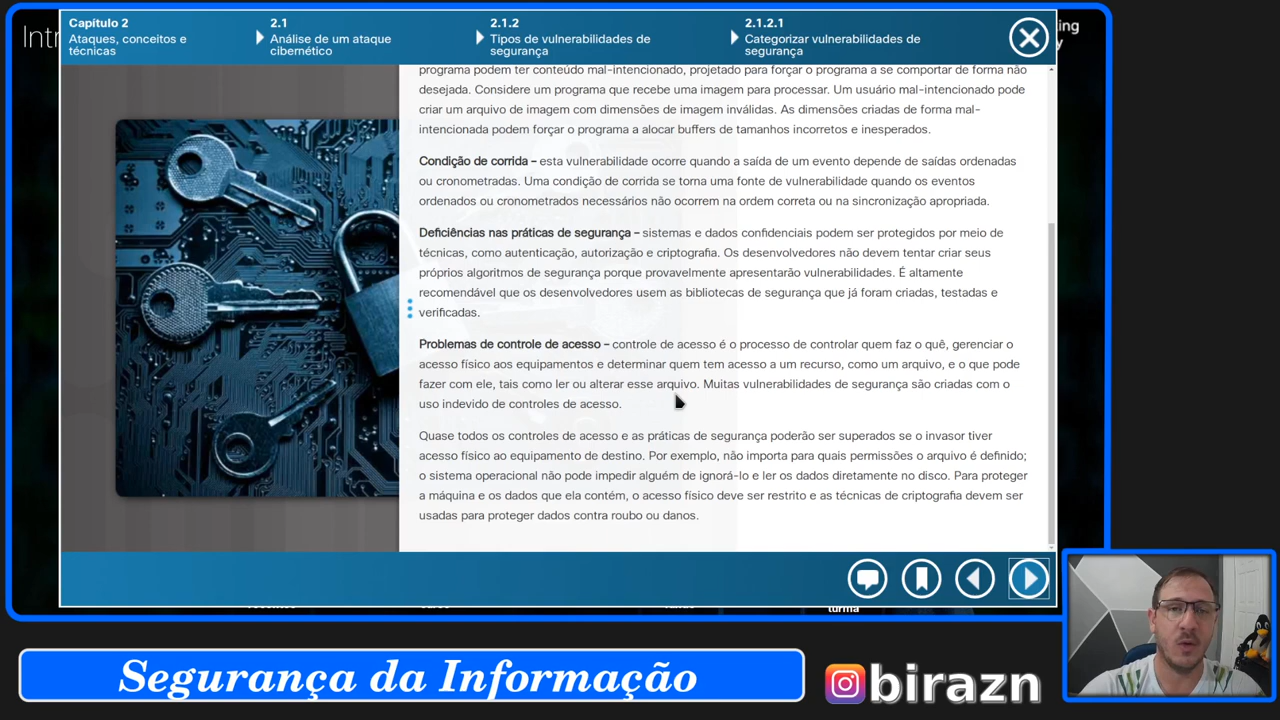 Capítulo 2
Ataques, conceitos e
técnicas
2.1
Análise de um ataque
cibernético
2.1.2
Tipos de vulnerabilidades de
segurança
2.1.2.1
Categorizar vulnerabilidades de
segurança
programa podem ter conteúdo mal-intencionado, projetado para forçar o programa a se comportar de forma não
desejada. Considere um programa que recebe uma imagem para processar. Um usuário mal-intencionado pode
criar um arquivo de imagem com dimensões de imagem inválidas. As dimensões criadas de forma mal-
intencionada podem forçar o programa a alocar buffers de tamanhos incorretos e inesperados.
Condição de corrida – esta vulnerabilidade ocorre quando a saída de um evento depende de saídas ordenadas
ou cronometradas. Uma condição de corrida se torna uma fonte de vulnerabilidade quando os eventos
ordenados ou cronometrados necessários não ocorrem na ordem correta ou na sincronização apropriada.
Deficiências nas práticas de segurança – sistemas e dados confidenciais podem ser protegidos por meio de
técnicas, como autenticação, autorização e criptografia. Os desenvolvedores não devem tentar criar seus
próprios algoritmos de segurança porque provavelmente apresentarão vulnerabilidades. É altamente
recomendável que os desenvolvedores usem as bibliotecas de segurança que já foram criadas, testadas e
verificadas.
Problemas de controle de acesso – controle de acesso é o processo de controlar quem faz o quê, gerenciar o
acesso físico aos equipamentos e determinar quem tem acesso a um recurso, como um arquivo, e o que pode
fazer com ele, tais como ler ou alterar esse arquivo. Muitas vulnerabilidades de segurança são criadas com o
uso indevido de controles de acesso.
Quase todos os controles de acesso e as práticas de segurança poderão ser superados se o invasor tiver
acesso físico ao equipamento de destino. Por exemplo, não importa para quais permissões o arquivo é definido;
o sistema operacional não pode impedir alguém de ignorá-lo e ler os dados diretamente no disco. Para proteger
a máquina e os dados que ela contém, o acesso físico deve ser restrito e as técnicas de criptografia devem ser
usadas para proteger dados contra roubo ou danos.
turma
Segurança da Informação
birazn